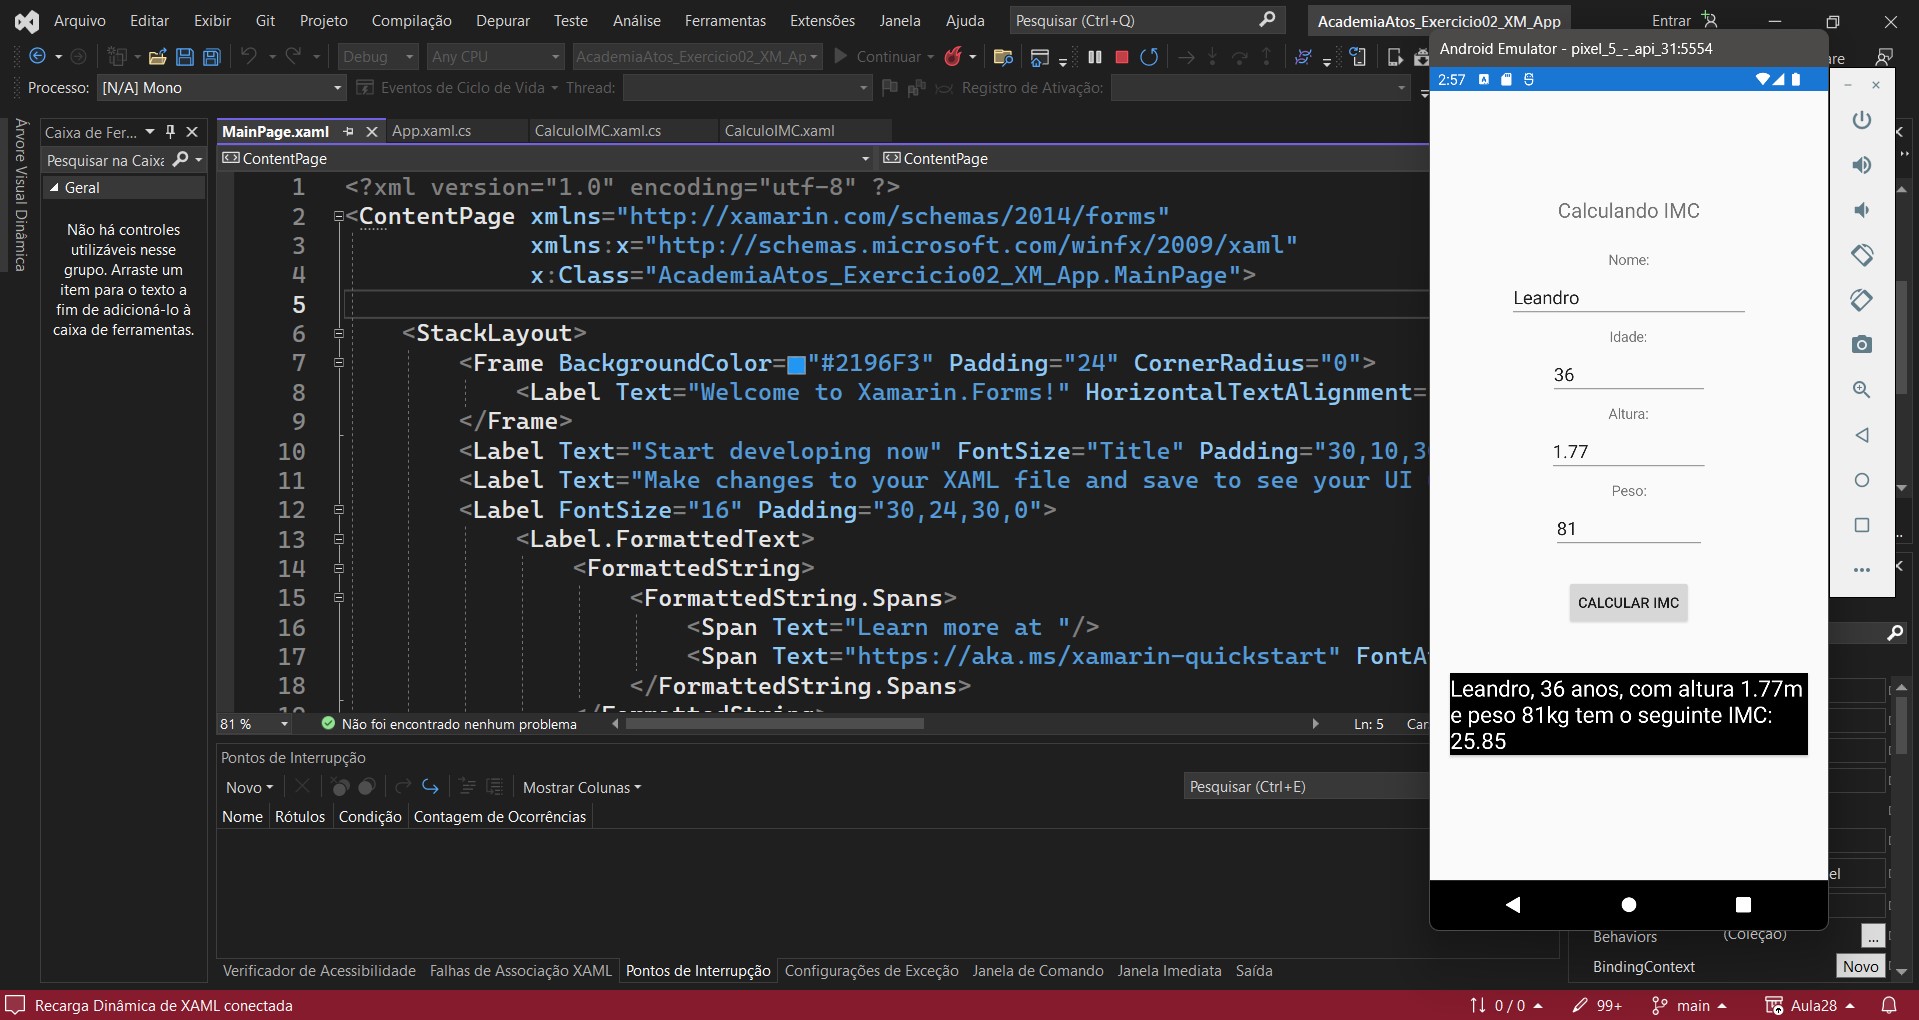 Arquivo Editar Exibir Git Projeto Compilação Depurar Teste Análise Ferramentas Extensões Janela Ajuda Pesquisar (Ctrl+Q) AcademiaAtos_Exercicio02_XM_App Entrar
Debug Any CPU AcademiaAtos_Exercicio02_XM_Ap Continuar
Processo: [N/A] Mono Eventos de Ciclo de Vida Thread: Registro de Ativação:
Árvore Visual Dinâmica
Caixa de Fer...
Pesquisar na Caixa
Geral
Não há controles
utilizáveis nesse
grupo. Arraste um
item para o texto a
fim de adicioná-lo à
caixa de ferramentas.
MainPage.xaml App.xaml.cs CalculoIMC.xaml.cs CalculoIMC.xaml
ContentPage ContentPage
1 <?xml version="1.0" encoding="utf-8" ?>
2 <ContentPage xmlns="http://xamarin.com/schemas/2014/forms"
3 xmlns:x="http://schemas.microsoft.com/winfx/2009/xaml"
4 x:Class="AcademiaAtos_Exercicio02_XM_App.MainPage">
5
6 <StackLayout>
7 <Frame BackgroundColor="#2196F3" Padding="24" CornerRadius="0">
8 <Label Text="Welcome to Xamarin.Forms!" HorizontalTextAlignment=
9 </Frame>
10 <Label Text="Start developing now" FontSize="Title" Padding="30,10,30
11 <Label Text="Make changes to your XAML file and save to see your UI
12 <Label FontSize="16" Padding="30,24,30,0">
13 <Label.FormattedText>
14 <FormattedString>
15 <FormattedString.Spans>
16 <Span Text="Learn more at "/>
17 <Span Text="https://aka.ms/xamarin-quickstart" FontA
18 </FormattedString.Spans>
81 % Não foi encontrado nenhum problema Ln: 5 Car
Pontos de Interrupção
Novo Mostrar Colunas Pesquisar (Ctrl+E)
Nome Rótulos Condição Contagem de Ocorrências
Verificador de Acessibilidade Falhas de Associação XAML Pontos de Interrupção Configurações de Exceção Janela de Comando Janela Imediata Saída
Android Emulator - pixel_5_-_api_31:5554
2:57
Calculando IMC
Nome:
Leandro
Idade:
36
Altura:
1.77
Peso:
81
CALCULAR IMC
Leandro, 36 anos, com altura 1.77m
e peso 81kg tem o seguinte IMC:
25.85
are
el
Behaviors (Coleção) ...
BindingContext Novo
Recarga Dinâmica de XAML conectada 0 / 0 99+ main Aula28